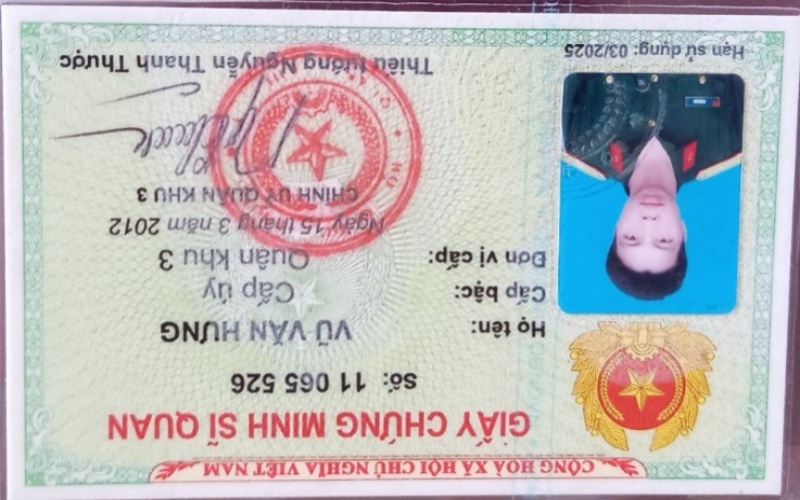 CỘNG HOÀ XÃ HỘI CHỦ NGHĨA VIỆT NAM
GIẤY CHỨNG MINH SĨ QUAN
Số: 11 065 526
Họ tên: VŨ VĂN HƯNG
Cấp bậc: Cấp úy
Đơn vị cấp: Quân khu 3
Ngày 15 tháng 3 năm 2012
CHÍNH UỶ QUÂN KHU 3
Thiếu tướng Nguyễn Thanh Thược
Hạn sử dụng: 03/2025